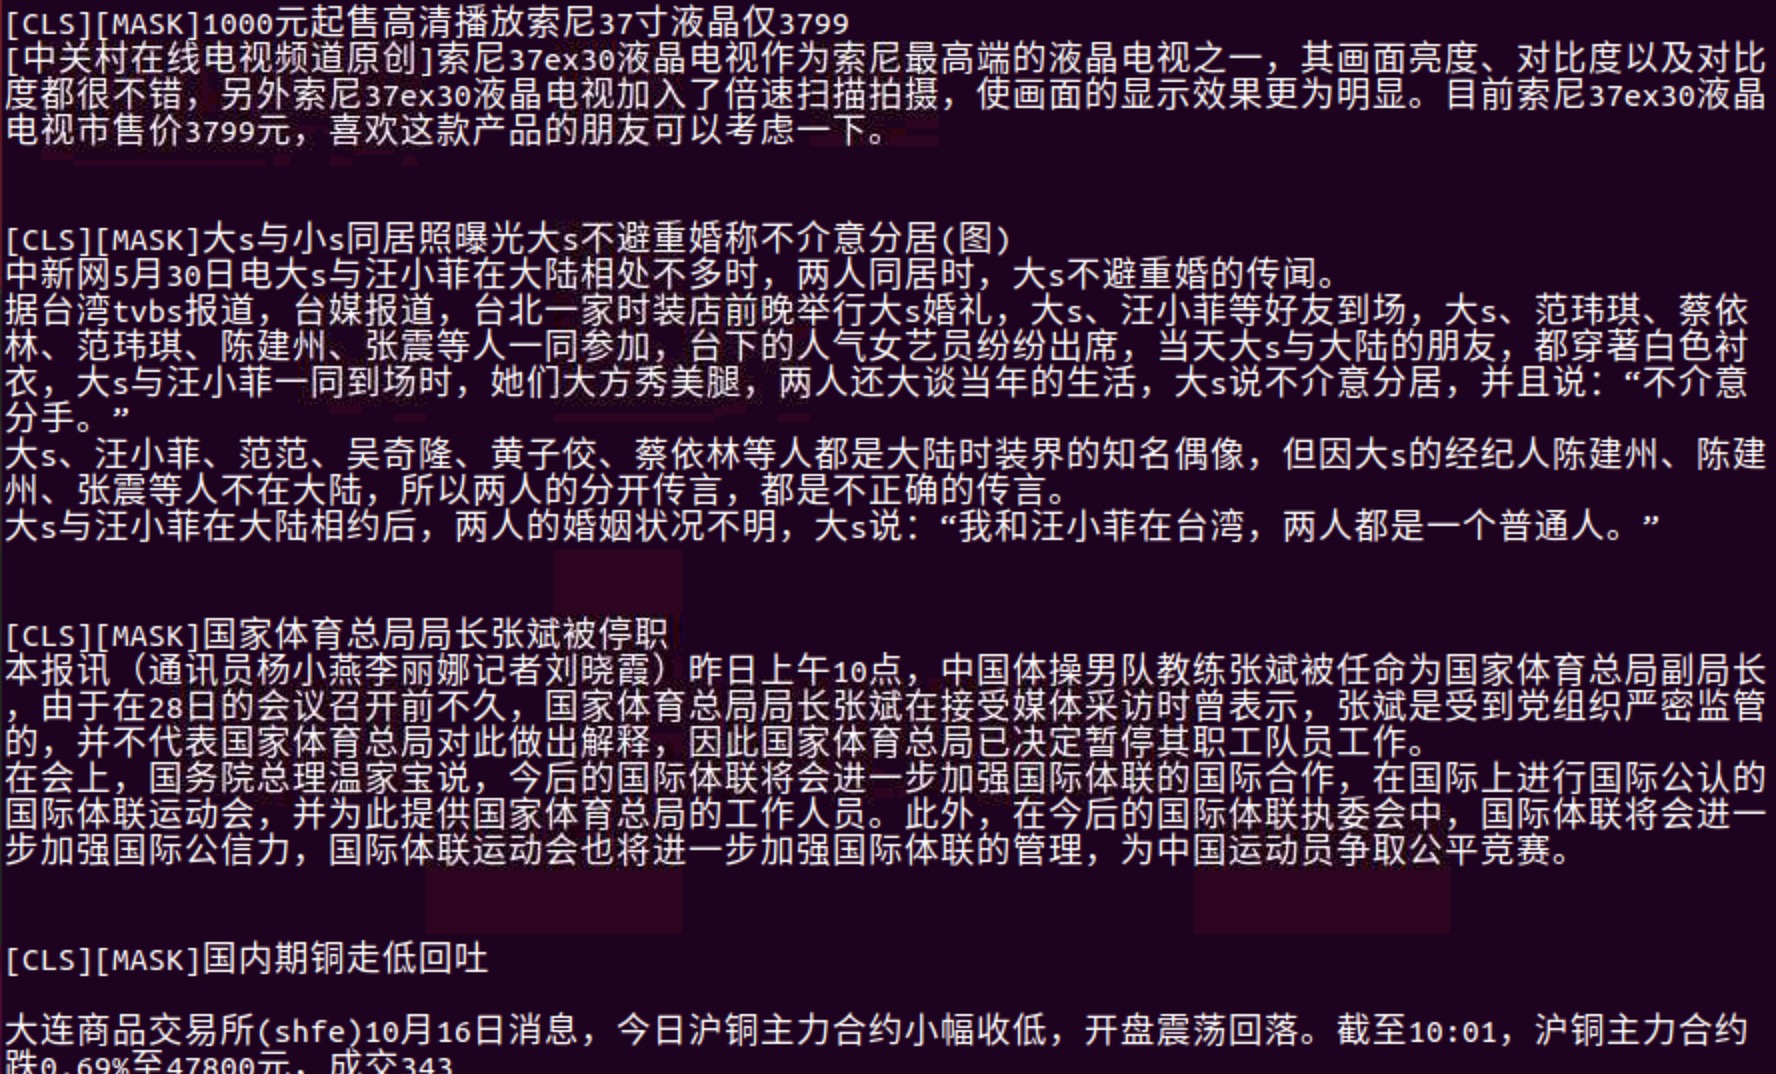 [CLS][MASK]1000元起售高清播放索尼37寸液晶仅3799
[中关村在线电视频道原创]索尼37ex30液晶电视作为索尼最高端的液晶电视之一，其画面亮度、对比度以及对比
度都很不错，另外索尼37ex30液晶电视加入了倍速扫描拍摄，使画面的显示效果更为明显。目前索尼37ex30液晶
电视市售价3799元，喜欢这款产品的朋友可以考虑一下。
[CLS][MASK]大s与小s同居照曝光大s不避重婚称不介意分居(图)
中新网5月30日电大s与汪小菲在大陆相处不多时，两人同居时，大s不避重婚的传闻。
据台湾tvbs报道，台媒报道，台北一家时装店前晚举行大s婚礼，大s、汪小菲等好友到场，大s、范玮琪、蔡依
林、范玮琪、陈建州、张震等人一同参加，台下的人气女艺员纷纷出席，当天大s与大陆的朋友，都穿著白色衬
衣，大s与汪小菲一同到场时，她们大方秀美腿，两人还大谈当年的生活，大s说不介意分居，并且说：“不介意
分手。”
大s、汪小菲、范范、吴奇隆、黄子佼、蔡依林等人都是大陆时装界的知名偶像，但因大s的经纪人陈建州、陈建
州、张震等人不在大陆，所以两人的分开传言，都是不正确的传言。
大s与汪小菲在大陆相约后，两人的婚姻状况不明，大s说：“我和汪小菲在台湾，两人都是一个普通人。”
[CLS][MASK]国家体育总局局长张斌被停职
本报讯（通讯员杨小燕李丽娜记者刘晓霞）昨日上午10点，中国体操男队教练张斌被任命为国家体育总局副局长
，由于在28日的会议召开前不久，国家体育总局局长张斌在接受媒体采访时曾表示，张斌是受到党组织严密监管
的，并不代表国家体育总局对此做出解释，因此国家体育总局已决定暂停其职工队员工作。
在会上，国务院总理温家宝说，今后的国际体联将会进一步加强国际体联的国际合作，在国际上进行国际公认的
国际体联运动会，并为此提供国家体育总局的工作人员。此外，在今后的国际体联执委会中，国际体联将会进一
步加强国际公信力，国际体联运动会也将进一步加强国际体联的管理，为中国运动员争取公平竞赛。
[CLS][MASK]国内期铜走低回吐
大连商品交易所(shfe)10月16日消息，今日沪铜主力合约小幅收低，开盘震荡回落。截至10:01，沪铜主力合约
跌0.69%至47800元，成交343